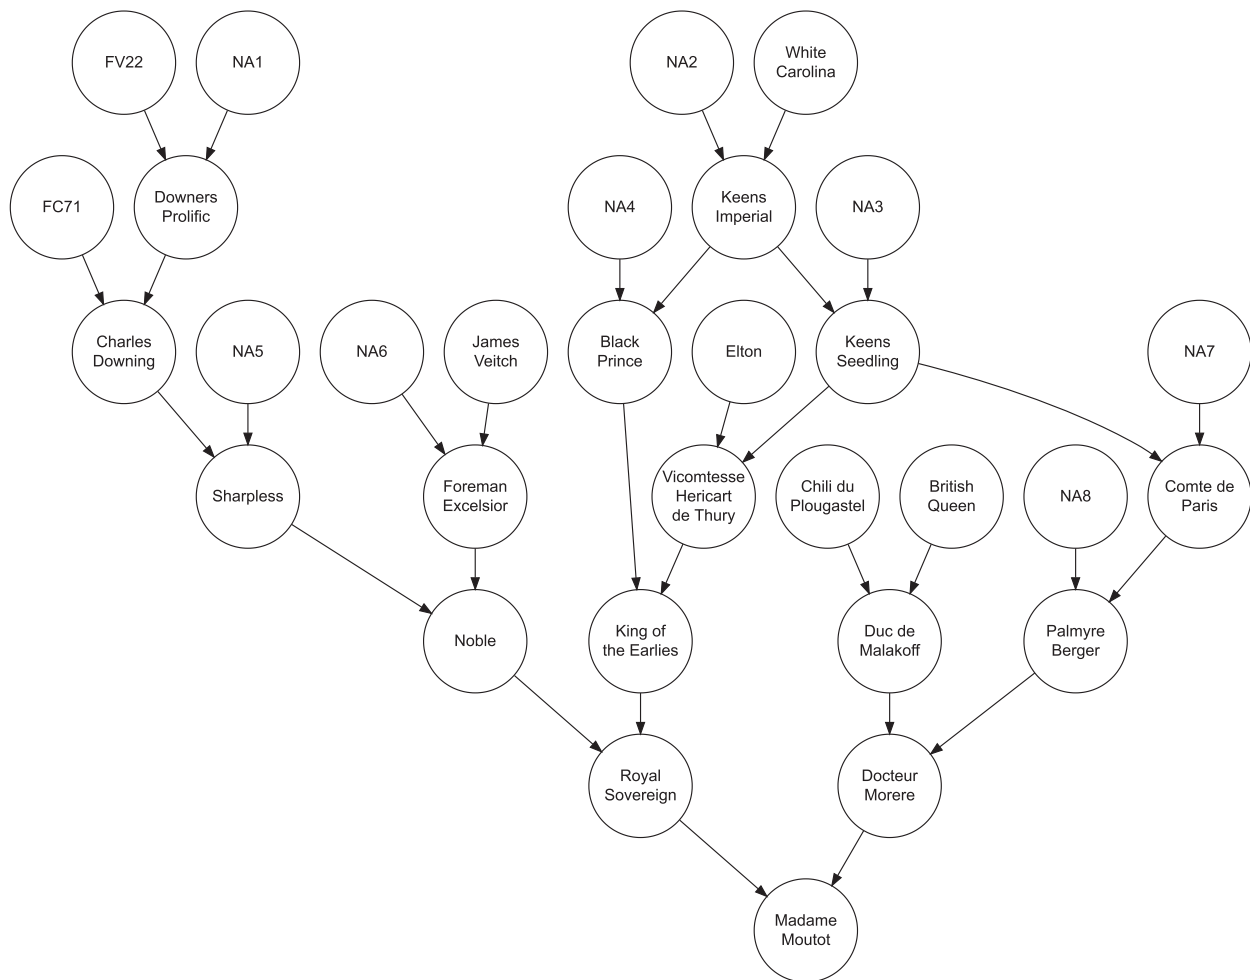 FV22
NA1
NA2
White
Carolina
FC71
Downers
Prolific
NA4
Keens
Imperial
NA3
Charles
Downing
NA5
NA6
James
Veitch
Black
Prince
Elton
Keens
Seedling
NA7
Sharpless
Foreman
Excelsior
Vicomtesse
Hericart
de Thury
Chili du
Plougastel
British
Queen
NA8
Comte de
Paris
Noble
King of
the Earlies
Duc de
Malakoff
Palmyre
Berger
Royal
Sovereign
Docteur
Morere
Madame
Moutot